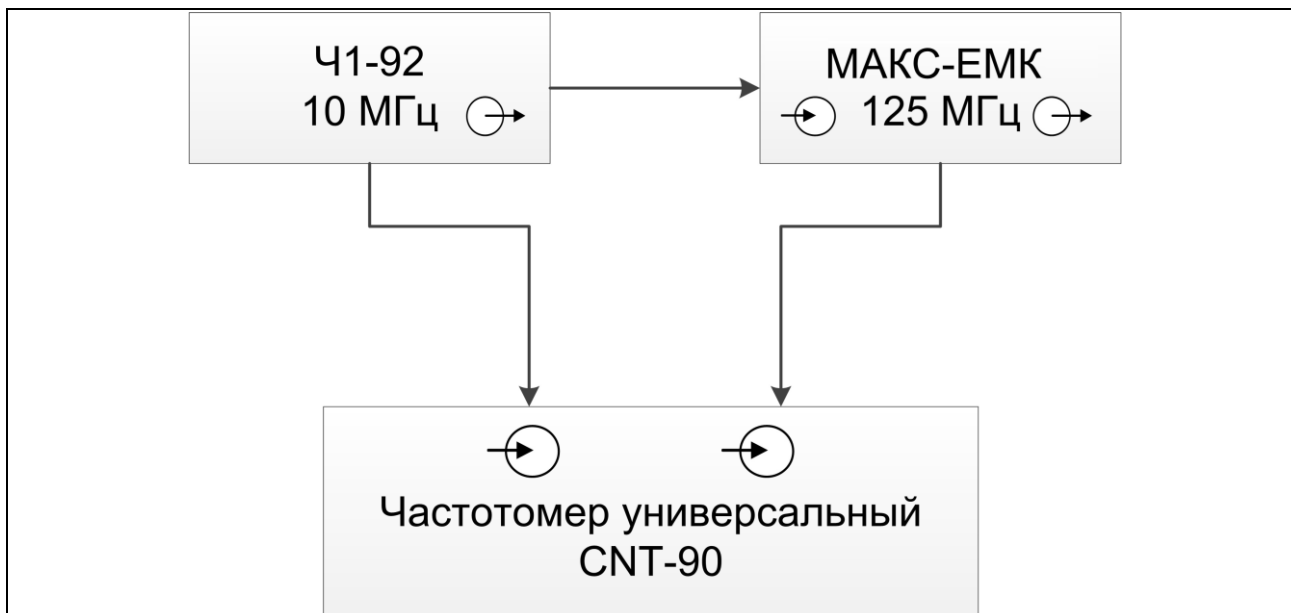 Ч1-92
10 МГц
МАКС-ЕМК
125 МГц
Частотомер универсальный
CNT-90